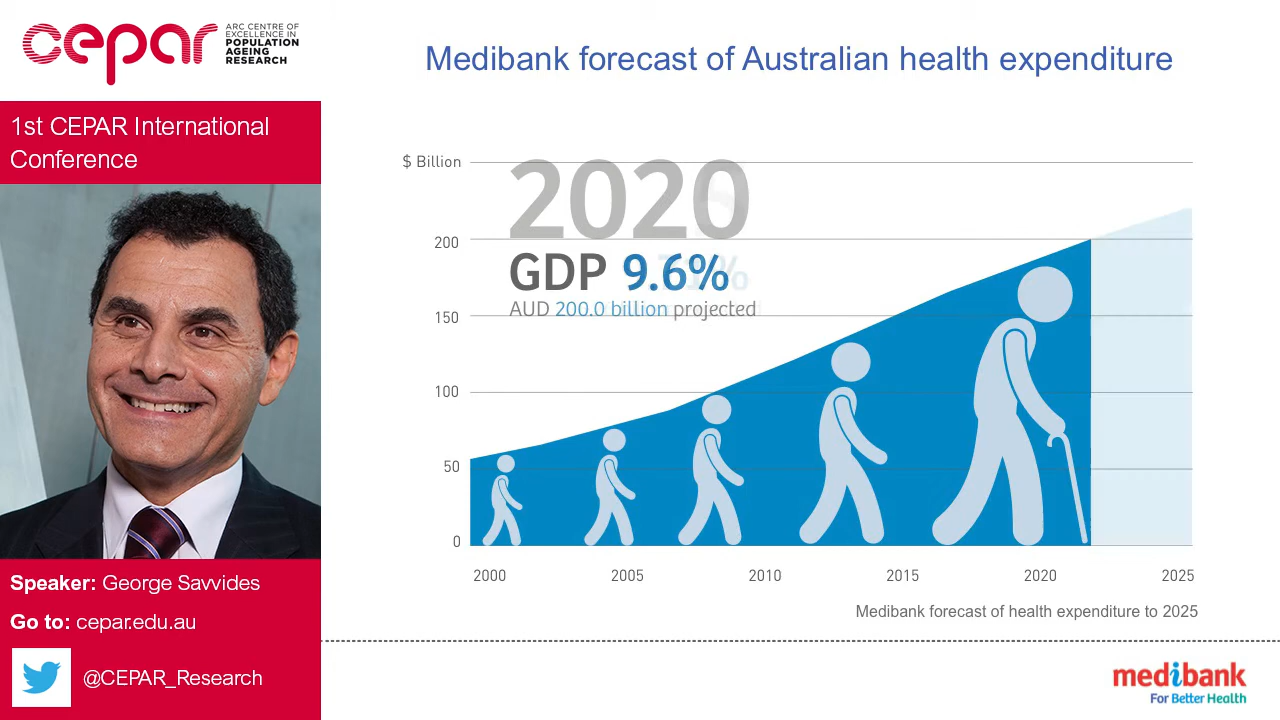 cepar
ARC CENTRE OF
EXCELLENCE IN
POPULATION
AGEING
RESEARCH
1st CEPAR International
Conference
Speaker: George Savvides
Go to: cepar.edu.au
@CEPAR_Research
Medibank forecast of Australian health expenditure
$ Billion
2020
GDP 9.6%
AUD 200.0 billion projected
200
150
100
50
0
2000 2005 2010 2015 2020 2025
Medibank forecast of health expenditure to 2025
medibank
For Better Health